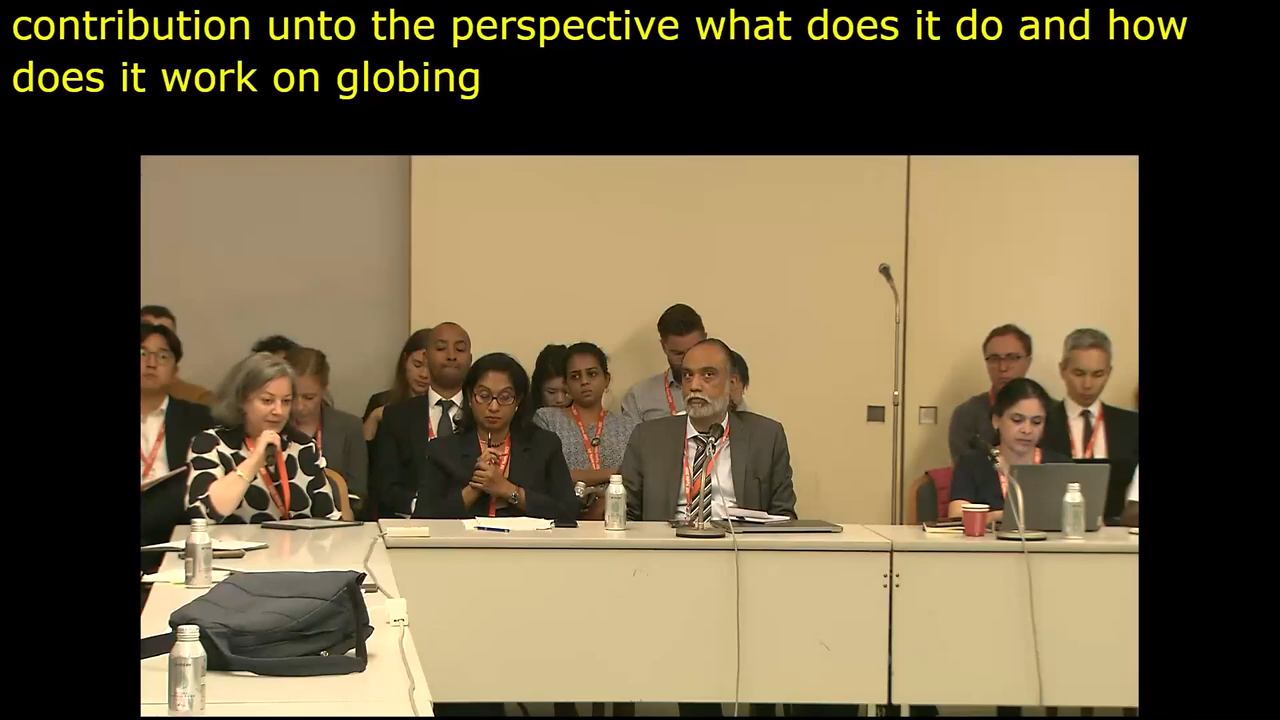 contribution unto the perspective what does it do and how
does it work on globing